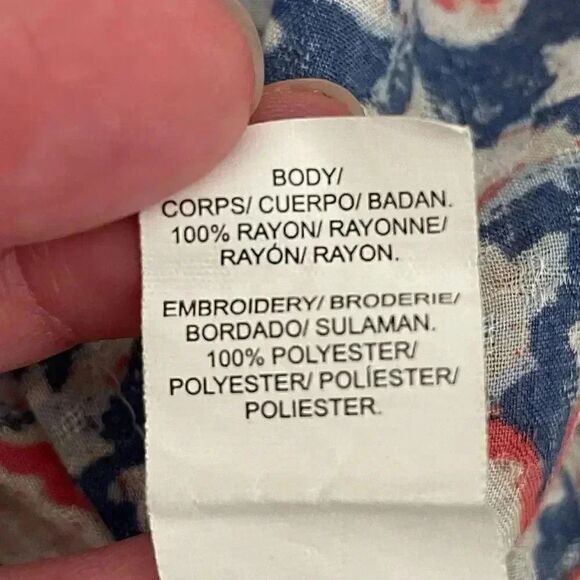 BODY/
CORPS/ CUERPO/ BADAN.
100% RAYON/ RAYONNE/
RAYÓN/ RAYON.
EMBROIDERY/ BRODERIE/
BORDADO/ SULAMAN.
100% POLYESTER/
POLYESTER/ POLÍESTER/
POLIESTER.